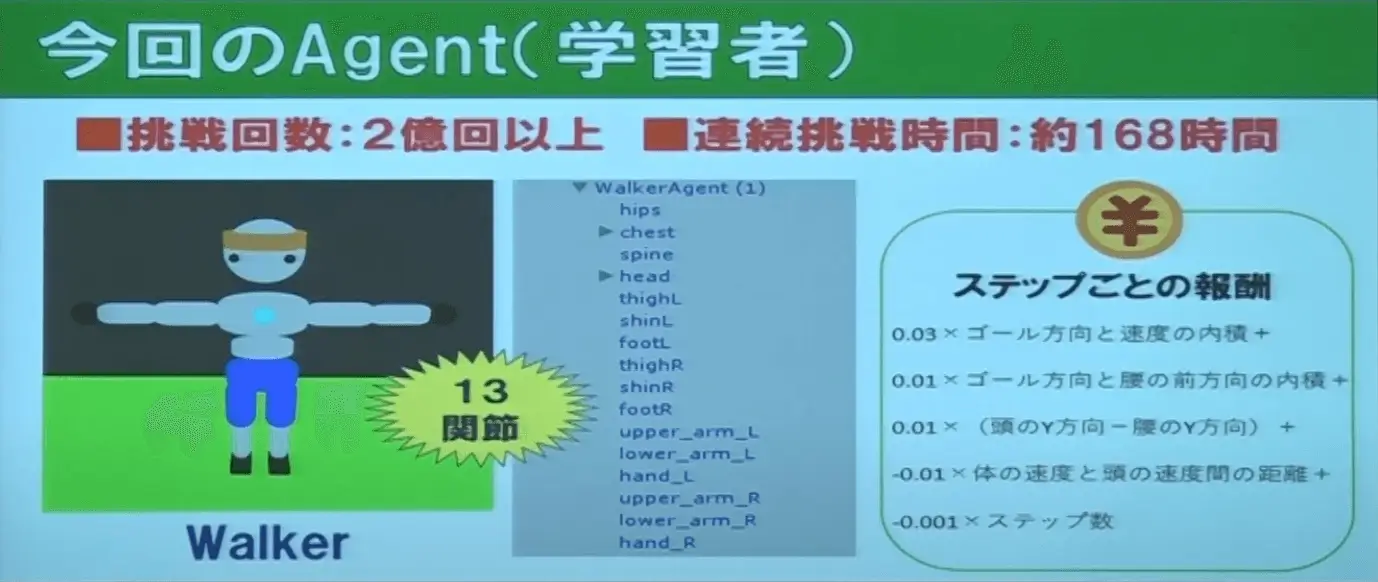 今回のAgent(学習者)
■挑戦回数:2億回以上 ■連続挑戦時間:約168時間
WalkerAgent (1)
hips
chest
spine
head
thighL
shinL
footL
thighR
shinR
footR
upper_arm_L
lower_arm_L
hand_L
upper_arm_R
lower_arm_R
hand_R
13
関節
Walker
¥
ステップごとの報酬
0.03×ゴール方向と速度の内積+
0.01×ゴール方向と腰の前方向の内積+
0.01×(頭のY方向−腰のY方向)+
-0.01×体の速度と頭の速度間の距離+
-0.001×ステップ数